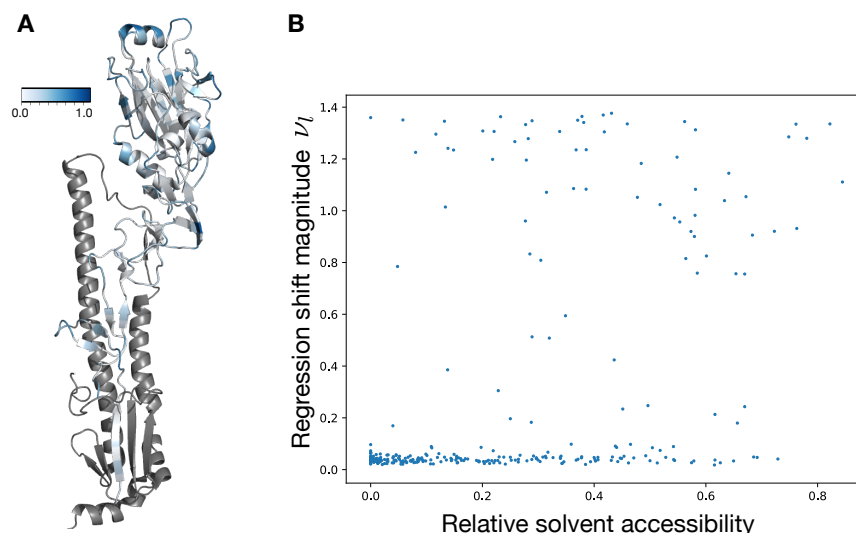 A
B
0.0
1.0
Regression shift magnitude νl
1.4
1.2
1.0
0.8
0.6
0.4
0.2
0.0
0.0 0.2 0.4 0.6 0.8
Relative solvent accessibility